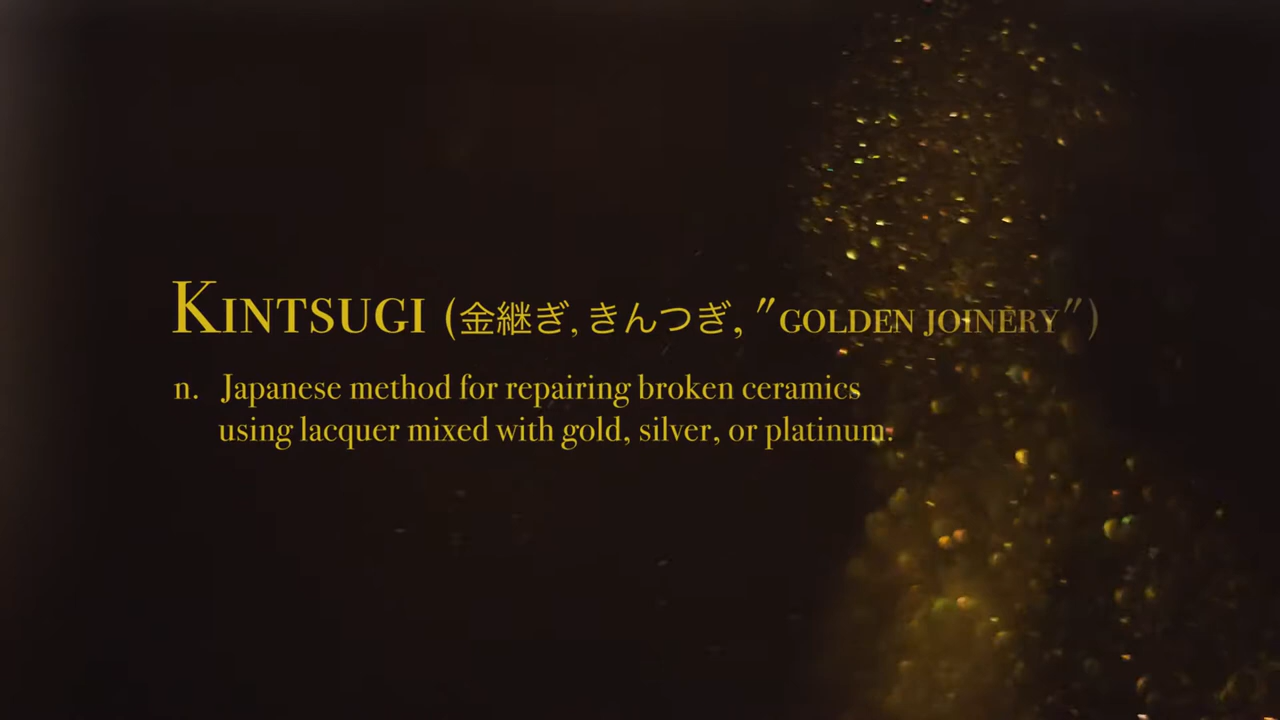 Kintsugi (金継ぎ, きんつぎ, "golden joinery")
n. Japanese method for repairing broken ceramics
using lacquer mixed with gold, silver, or platinum.